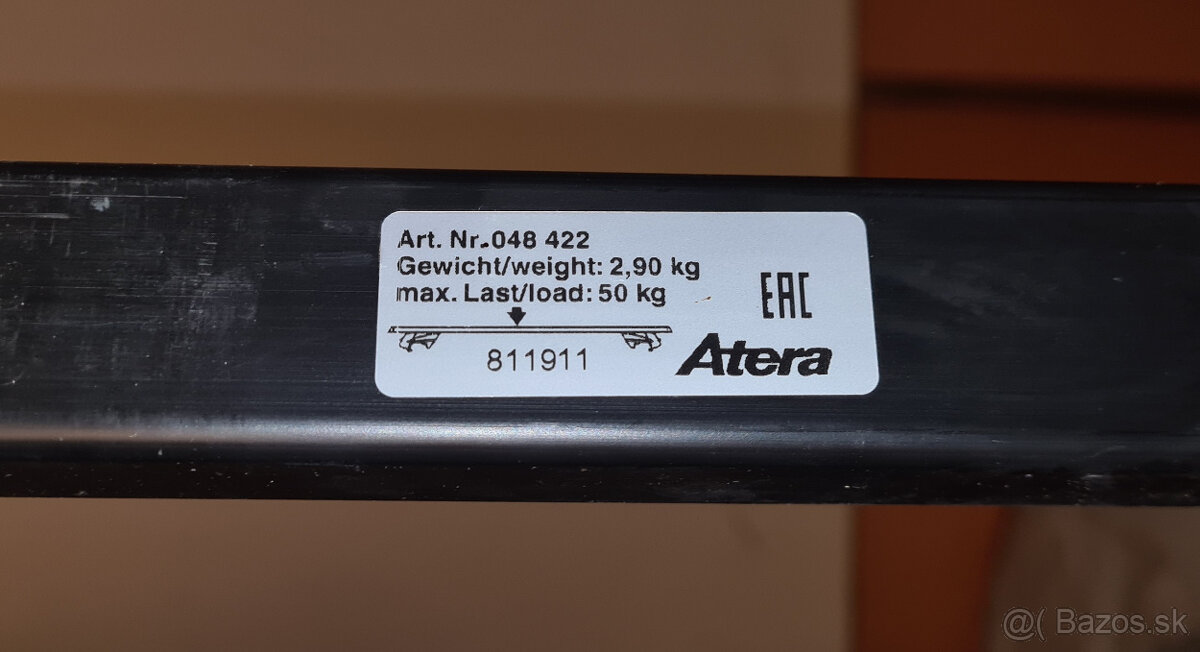 Art. Nr.048 422
Gewicht/weight: 2,90 kg
max. Last/load: 50 kg
EAC
811911
Atera
@( Bazos.sk